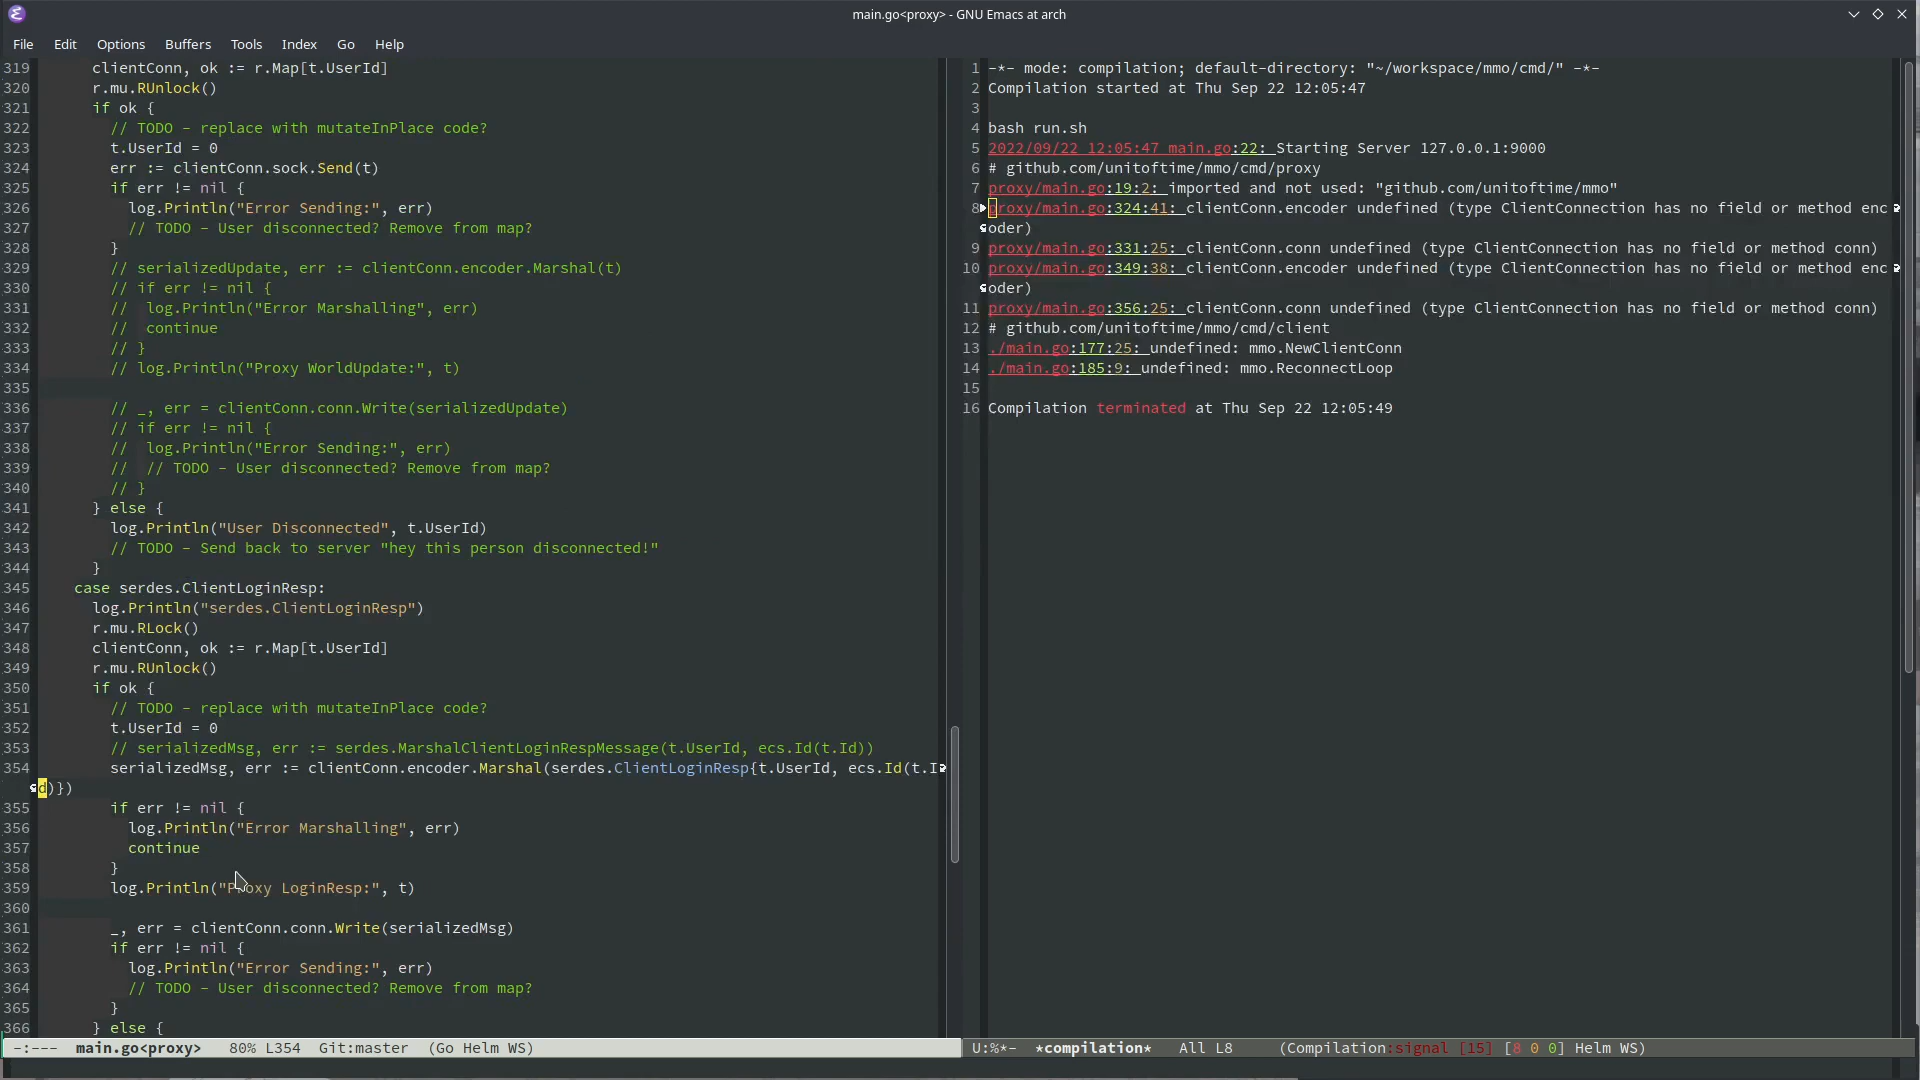 main.go<proxy> - GNU Emacs at arch
File Edit Options Buffers Tools Index Go Help
319 clientConn, ok := r.Map[t.UserId]
320 r.mu.RUnlock()
321 if ok {
322 // TODO - replace with mutateInPlace code?
323 t.UserId = 0
324 err := clientConn.sock.Send(t)
325 if err != nil {
326 log.Println("Error Sending:", err)
327 // TODO - User disconnected? Remove from map?
328 }
329 // serializedUpdate, err := clientConn.encoder.Marshal(t)
330 // if err != nil {
331 // log.Println("Error Marshalling", err)
332 // continue
333 // }
334 // log.Println("Proxy WorldUpdate:", t)
335
336 // _, err = clientConn.conn.Write(serializedUpdate)
337 // if err != nil {
338 // log.Println("Error Sending:", err)
339 // // TODO - User disconnected? Remove from map?
340 // }
341 } else {
342 log.Println("User Disconnected", t.UserId)
343 // TODO - Send back to server "hey this person disconnected!"
344 }
345 case serdes.ClientLoginResp:
346 log.Println("serdes.ClientLoginResp")
347 r.mu.RLock()
348 clientConn, ok := r.Map[t.UserId]
349 r.mu.RUnlock()
350 if ok {
351 // TODO - replace with mutateInPlace code?
352 t.UserId = 0
353 // serializedMsg, err := serdes.MarshalClientLoginRespMessage(t.UserId, ecs.Id(t.Id))
354 serializedMsg, err := clientConn.encoder.Marshal(serdes.ClientLoginResp{t.UserId, ecs.Id(t.I
d)})
355 if err != nil {
356 log.Println("Error Marshalling", err)
357 continue
358 }
359 log.Println("Proxy LoginResp:", t)
360
361 _, err = clientConn.conn.Write(serializedMsg)
362 if err != nil {
363 log.Println("Error Sending:", err)
364 // TODO - User disconnected? Remove from map?
365 }
366 } else {
-:--- main.go<proxy> 80% L354 Git:master (Go Helm WS)
1 -*- mode: compilation; default-directory: "~/workspace/mmo/cmd/" -*-
2 Compilation started at Thu Sep 22 12:05:47
3
4 bash run.sh
5 2022/09/22 12:05:47 main.go:22: Starting Server 127.0.0.1:9000
6 # github.com/unitoftime/mmo/cmd/proxy
7 proxy/main.go:19:2: imported and not used: "github.com/unitoftime/mmo"
8 proxy/main.go:324:41: clientConn.encoder undefined (type ClientConnection has no field or method enc
oder)
9 proxy/main.go:331:25: clientConn.conn undefined (type ClientConnection has no field or method conn)
10 proxy/main.go:349:38: clientConn.encoder undefined (type ClientConnection has no field or method enc
oder)
11 proxy/main.go:356:25: clientConn.conn undefined (type ClientConnection has no field or method conn)
12 # github.com/unitoftime/mmo/cmd/client
13 ./main.go:177:25: undefined: mmo.NewClientConn
14 ./main.go:185:9: undefined: mmo.ReconnectLoop
15
16 Compilation terminated at Thu Sep 22 12:05:49
U:%*- *compilation* All L8 (Compilation:signal [15] [8 0 0] Helm WS)